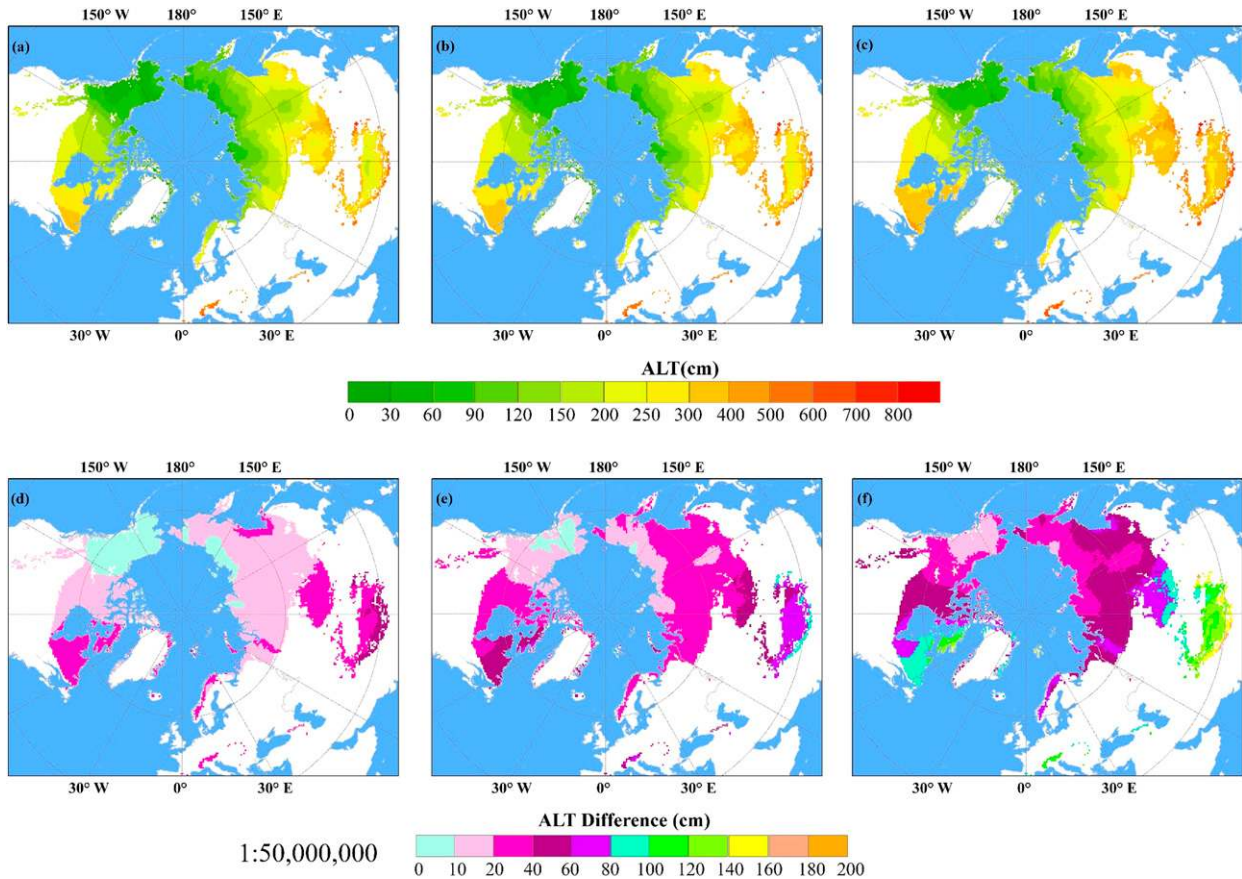 150° W 180° 150° E 150° W 180° 150° E 150° W 180° 150° E
(a) (b) (c)
30° W 0° 30° E 30° W 0° 30° E 30° W 0° 30° E
ALT(cm)
0 30 60 90 120 150 200 250 300 400 500 600 700 800
150° W 180° 150° E 150° W 180° 150° E 150° W 180° 150° E
(d) (e) (f)
30° W 0° 30° E 30° W 0° 30° E 30° W 0° 30° E
ALT Difference (cm)
1:50,000,000
0 10 20 40 60 80 100 120 140 160 180 200